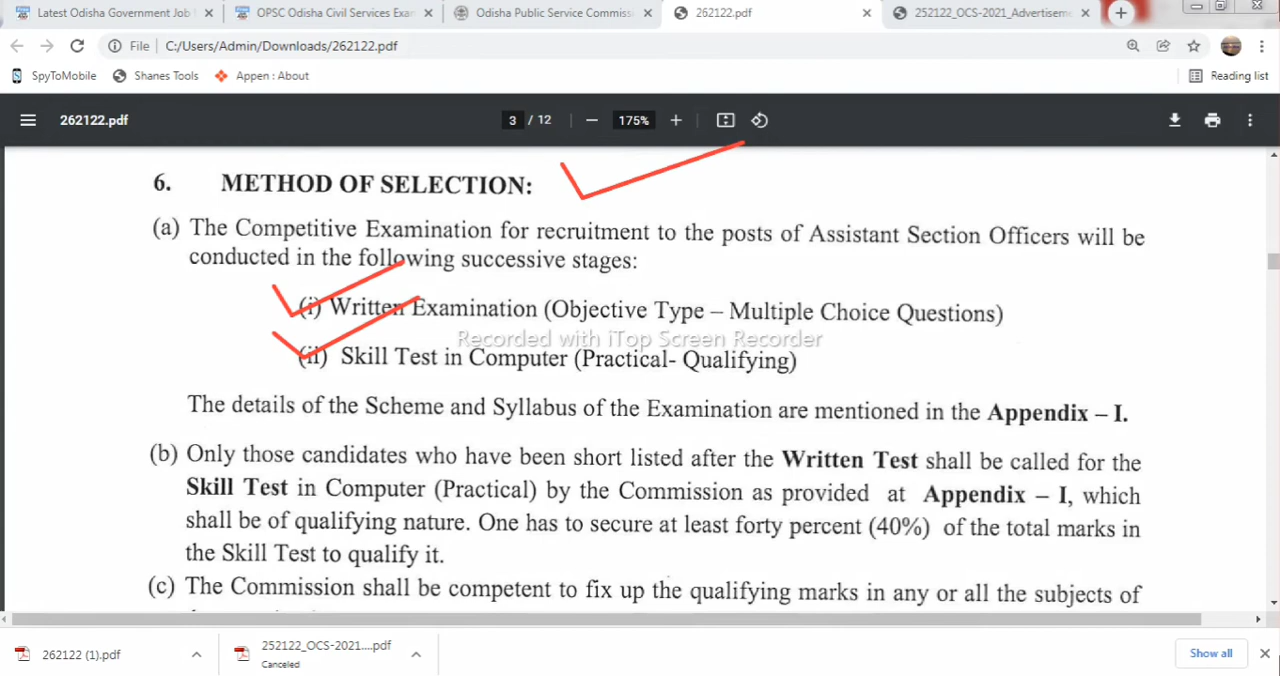 Latest Odisha Government Job
OPSC Odisha Civil Services Exan
Odisha Public Service Commiss
262122.pdf
252122_OCS-2021_Advertisem
File C:/Users/Admin/Downloads/262122.pdf
SpyToMobile Shanes Tools Appen : About Reading list
262122.pdf 3 / 12 175%
6. METHOD OF SELECTION:
(a) The Competitive Examination for recruitment to the posts of Assistant Section Officers will be
conducted in the following successive stages:
(i) Written Examination (Objective Type – Multiple Choice Questions)
Recorded with iTop Screen Recorder
(ii) Skill Test in Computer (Practical- Qualifying)
The details of the Scheme and Syllabus of the Examination are mentioned in the Appendix – I.
(b) Only those candidates who have been short listed after the Written Test shall be called for the
Skill Test in Computer (Practical) by the Commission as provided at Appendix – I, which
shall be of qualifying nature. One has to secure at least forty percent (40%) of the total marks in
the Skill Test to qualify it.
(c) The Commission shall be competent to fix up the qualifying marks in any or all the subjects of
262122 (1).pdf
252122_OCS-2021....pdf
Canceled
Show all